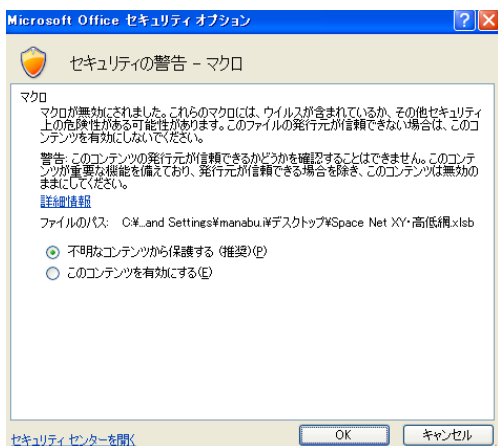 Microsoft Office セキュリティ オプション
セキュリティの警告 - マクロ
マクロ
マクロが無効にされました。これらのマクロには、ウイルスが含まれているか、その他セキュリティ
上の危険性がある可能性があります。このファイルの発行元が信頼できない場合は、このコ
ンテンツを有効にしないでください。
警告: このコンテンツの発行元が信頼できるかどうかを確認することはできません。このコンテ
ンツが重要な機能を備えており、発行元が信頼できる場合を除き、このコンテンツは無効の
ままにしてください。
詳細情報
ファイルのパス: C:¥...and Settings¥manabu.i¥デスクトップ¥Space Net XY・高低網.xlsb
不明なコンテンツから保護する (推奨)(P)
このコンテンツを有効にする(E)
セキュリティ センターを開く
OK
キャンセル